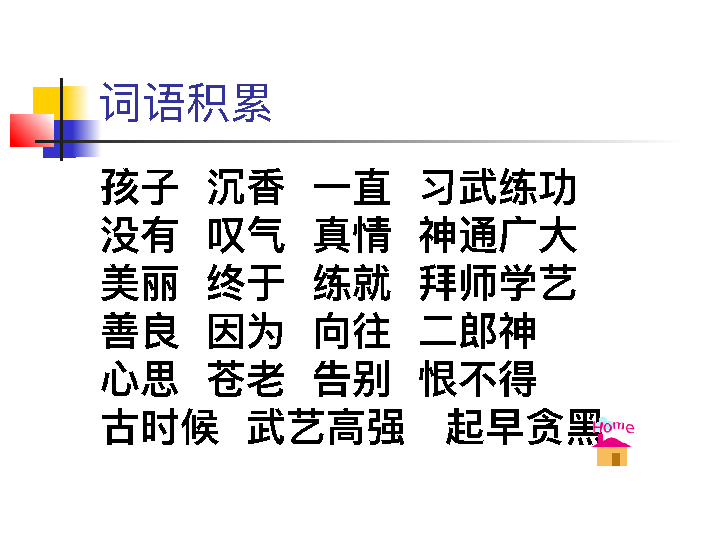 词语积累
孩子 沉香 一直 习武练功
没有 叹气 真情 神通广大
美丽 终于 练就 拜师学艺
善良 因为 向往 二郎神
心思 苍老 告别 恨不得
古时候 武艺高强 起早贪黑
Home